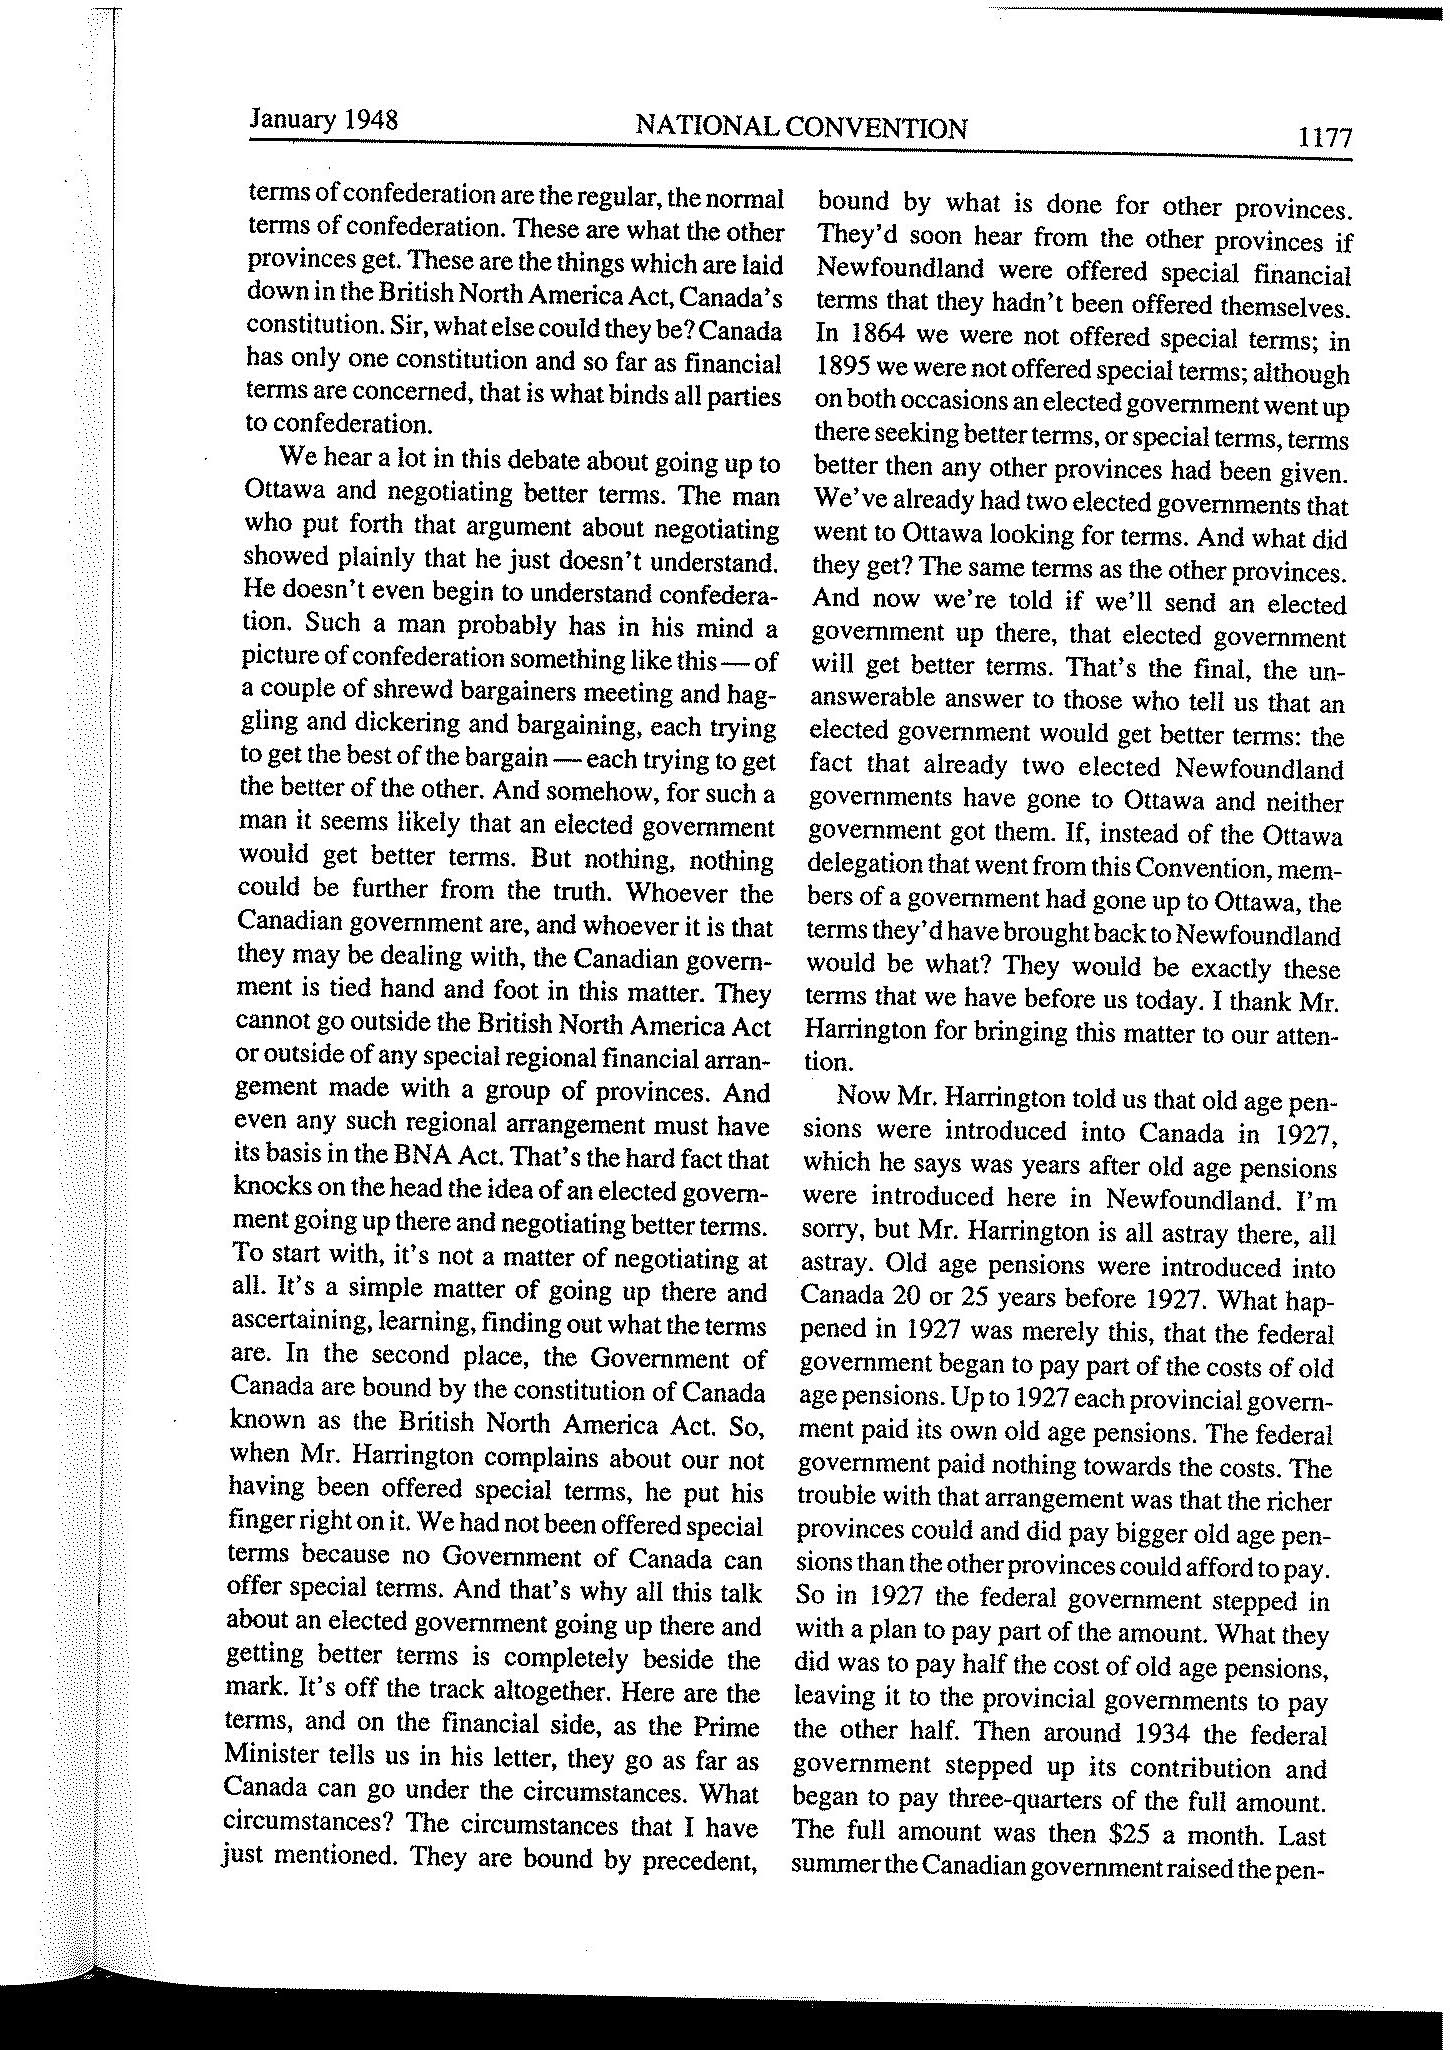 January 1948
NATIONAL CONVENTION
1177
terms of confederation are the regular, the normal
terms of confederation. These are what the other
provinces get. These are the things which are laid
down in the British North America Act, Canada's
constitution. Sir, what else could they be? Canada
has only one constitution and so far as financial
terms are concerned, that is what binds all parties
to confederation.
We hear a lot in this debate about going up to
Ottawa and negotiating better terms. The man
who put forth that argument about negotiating
showed plainly that he just doesn't understand.
He doesn't even begin to understand confedera-
tion. Such a man probably has in his mind a
picture of confederation something like this — of
a couple of shrewd bargainers meeting and hag-
gling and dickering and bargaining, each trying
to get the best of the bargain — each trying to get
the better of the other. And somehow, for such a
man it seems likely that an elected government
would get better terms. But nothing, nothing
could be further from the truth. Whoever the
Canadian government are, and whoever it is that
they may be dealing with, the Canadian govern-
ment is tied hand and foot in this matter. They
cannot go outside the British North America Act
or outside of any special regional financial arran-
gement made with a group of provinces. And
even any such regional arrangement must have
its basis in the BNA Act. That's the hard fact that
knocks on the head the idea of an elected govern-
ment going up there and negotiating better terms.
To start with, it's not a matter of negotiating at
all. It's a simple matter of going up there and
ascertaining, learning, finding out what the terms
are. In the second place, the Government of
Canada are bound by the constitution of Canada
known as the British North America Act. So,
when Mr. Harrington complains about our not
having been offered special terms, he put his
finger right on it. We had not been offered special
terms because no Government of Canada can
offer special terms. And that's why all this talk
about an elected government going up there and
getting better terms is completely beside the
mark. It's off the track altogether. Here are the
terms, and on the financial side, as the Prime
Minister tells us in his letter, they go as far as
Canada can go under the circumstances. What
circumstances? The circumstances that I have
just mentioned. They are bound by precedent,
bound by what is done for other provinces.
They'd soon hear from the other provinces if
Newfoundland were offered special financial
terms that they hadn't been offered themselves.
In 1864 we were not offered special terms; in
1895 we were not offered special terms; although
on both occasions an elected government went up
there seeking better terms, or special terms, terms
better then any other provinces had been given.
We've already had two elected governments that
went to Ottawa looking for terms. And what did
they get? The same terms as the other provinces.
And now we're told if we'll send an elected
government up there, that elected government
will get better terms. That's the final, the un-
answerable answer to those who tell us that an
elected government would get better terms: the
fact that already two elected Newfoundland
governments have gone to Ottawa and neither
government got them. If, instead of the Ottawa
delegation that went from this Convention, mem-
bers of a government had gone up to Ottawa, the
terms they'd have brought back to Newfoundland
would be what? They would be exactly these
terms that we have before us today. I thank Mr.
Harrington for bringing this matter to our atten-
tion.
Now Mr. Harrington told us that old age pen-
sions were introduced into Canada in 1927,
which he says was years after old age pensions
were introduced here in Newfoundland. I'm
sorry, but Mr. Harrington is all astray there, all
astray. Old age pensions were introduced into
Canada 20 or 25 years before 1927. What hap-
pened in 1927 was merely this, that the federal
government began to pay part of the costs of old
age pensions. Up to 1927 each provincial govern-
ment paid its own old age pensions. The federal
government paid nothing towards the costs. The
trouble with that arrangement was that the richer
provinces could and did pay bigger old age pen-
sions than the other provinces could afford to pay.
So in 1927 the federal government stepped in
with a plan to pay part of the amount. What they
did was to pay half the cost of old age pensions,
leaving it to the provincial governments to pay
the other half. Then around 1934 the federal
government stepped up its contribution and
began to pay three-quarters of the full amount.
The full amount was then $25 a month. Last
summer the Canadian government raised the pen-